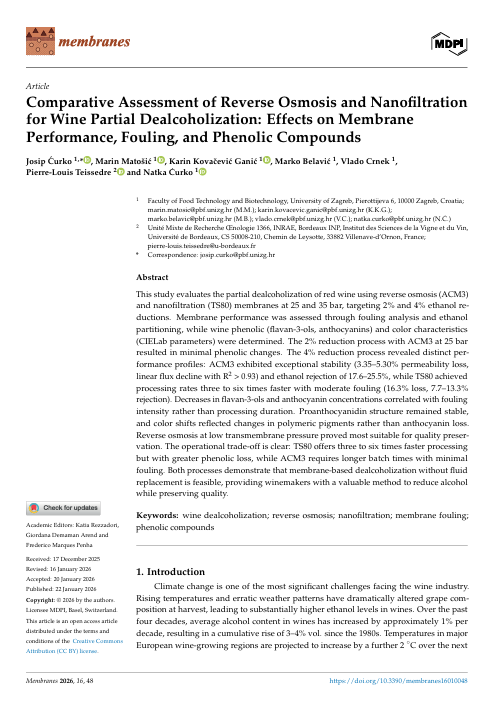 membranes
MDPI
Article
Comparative Assessment of Reverse Osmosis and Nanofiltration
for Wine Partial Dealcoholization: Effects on Membrane
Performance, Fouling, and Phenolic Compounds
Josip Ćurko 1,*, Marin Matošić 1, Karin Kovačević Ganić 1, Marko Belavić 1, Vlado Crnek 1,
Pierre-Louis Teissedre 2 and Natka Ćurko 1
1 Faculty of Food Technology and Biotechnology, University of Zagreb, Pierottijeva 6, 10000 Zagreb, Croatia;
marin.matosic@pbf.unizg.hr (M.M.); karin.kovacevic.ganic@pbf.unizg.hr (K.K.G.);
marko.belavic@pbf.unizg.hr (M.B.); vlado.crnek@pbf.unizg.hr (V.C.); natka.curko@pbf.unizg.hr (N.C.)
2 Unité Mixte de Recherche Œnologie 1366, INRAE, Bordeaux INP, Institut des Sciences de la Vigne et du Vin,
Université de Bordeaux, CS 50008-210, Chemin de Leysotte, 33882 Villenave-d'Ornon, France;
pierre-louis.teissedre@u-bordeaux.fr
* Correspondence: josip.curko@pbf.unizg.hr
Abstract
This study evaluates the partial dealcoholization of red wine using reverse osmosis (ACM3)
and nanofiltration (TS80) membranes at 25 and 35 bar, targeting 2% and 4% ethanol re-
ductions. Membrane performance was assessed through fouling analysis and ethanol
partitioning, while wine phenolic (flavan-3-ols, anthocyanins) and color characteristics
(CIELab parameters) were determined. The 2% reduction process with ACM3 at 25 bar
resulted in minimal phenolic changes. The 4% reduction process revealed distinct per-
formance profiles: ACM3 exhibited exceptional stability (3.35–5.30% permeability loss,
linear flux decline with R2 > 0.93) and ethanol rejection of 17.6–25.5%, while TS80 achieved
processing rates three to six times faster with moderate fouling (16.3% loss, 7.7–13.3%
rejection). Decreases in flavan-3-ols and anthocyanin concentrations correlated with fouling
intensity rather than processing duration. Proanthocyanidin structure remained stable,
and color shifts reflected changes in polymeric pigments rather than anthocyanin loss.
Reverse osmosis at low transmembrane pressure proved most suitable for quality preser-
vation. The operational trade-off is clear: TS80 offers three to six times faster processing
but with greater phenolic loss, while ACM3 requires longer batch times with minimal
fouling. Both processes demonstrate that membrane-based dealcoholization without fluid
replacement is feasible, providing winemakers with a valuable method to reduce alcohol
while preserving quality.
Keywords: wine dealcoholization; reverse osmosis; nanofiltration; membrane fouling;
phenolic compounds
Check for updates
Academic Editors: Katia Rezzadori,
Giordana Demaman Arend and
Frederico Marques Penha
Received: 17 December 2025
Revised: 16 January 2026
Accepted: 20 January 2026
Published: 22 January 2026
Copyright: © 2026 by the authors.
Licensee MDPI, Basel, Switzerland.
This article is an open access article
distributed under the terms and
conditions of the Creative Commons
Attribution (CC BY) license.
1. Introduction
Climate change is one of the most significant challenges facing the wine industry.
Rising temperatures and erratic weather patterns have dramatically altered grape com-
position at harvest, leading to substantially higher ethanol levels in wines. Over the past
four decades, average alcohol content in wines has increased by approximately 1% per
decade, resulting in a cumulative rise of 3–4% vol. since the 1980s. Temperatures in major
European wine-growing regions are projected to increase by a further 2 °C over the next
Membranes 2026, 16, 48
https://doi.org/10.3390/membranes16010048